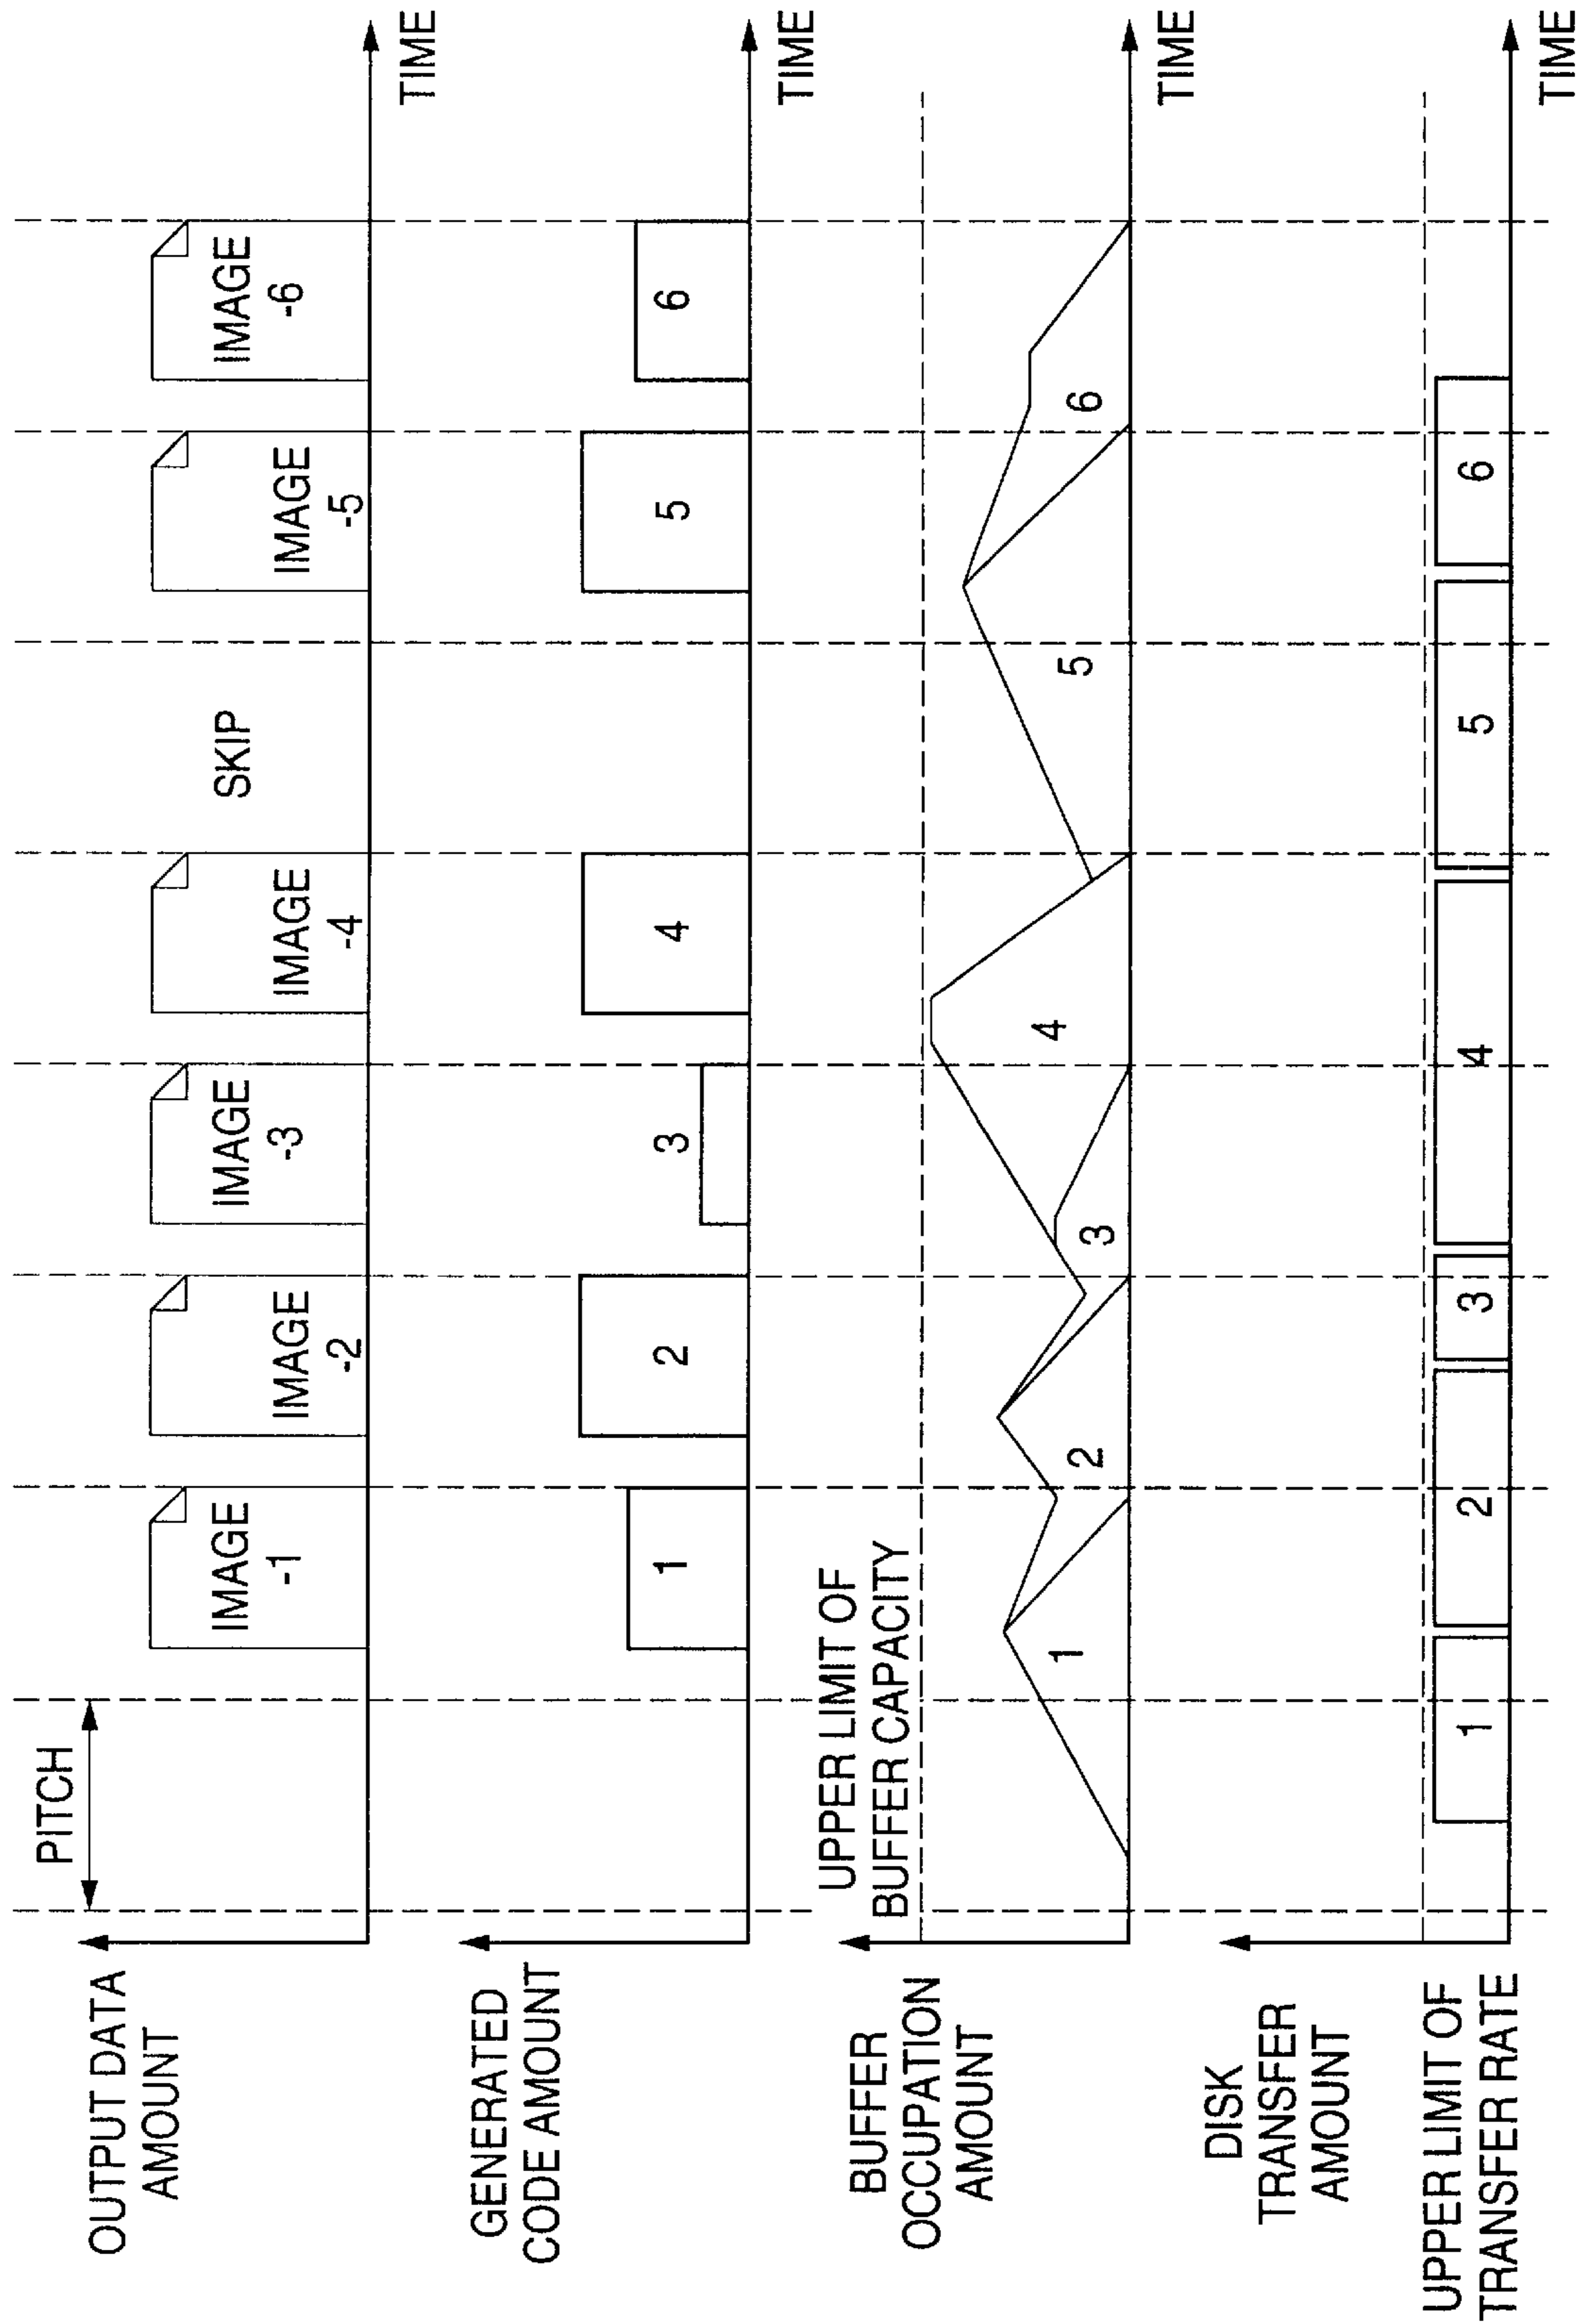 PITCH
OUTPUT DATA
AMOUNT
IMAGE
-1
IMAGE
-2
IMAGE
-3
IMAGE
-4
SKIP
IMAGE
-5
IMAGE
-6
TIME
GENERATED
CODE AMOUNT
1
2
3
4
5
6
TIME
UPPER LIMIT OF
BUFFER CAPACITY
BUFFER
OCCUPATION
AMOUNT
1
2
3
4
5
6
TIME
DISK
TRANSFER
AMOUNT
UPPER LIMIT OF
TRANSFER RATE
1
2
3
4
5
6
TIME